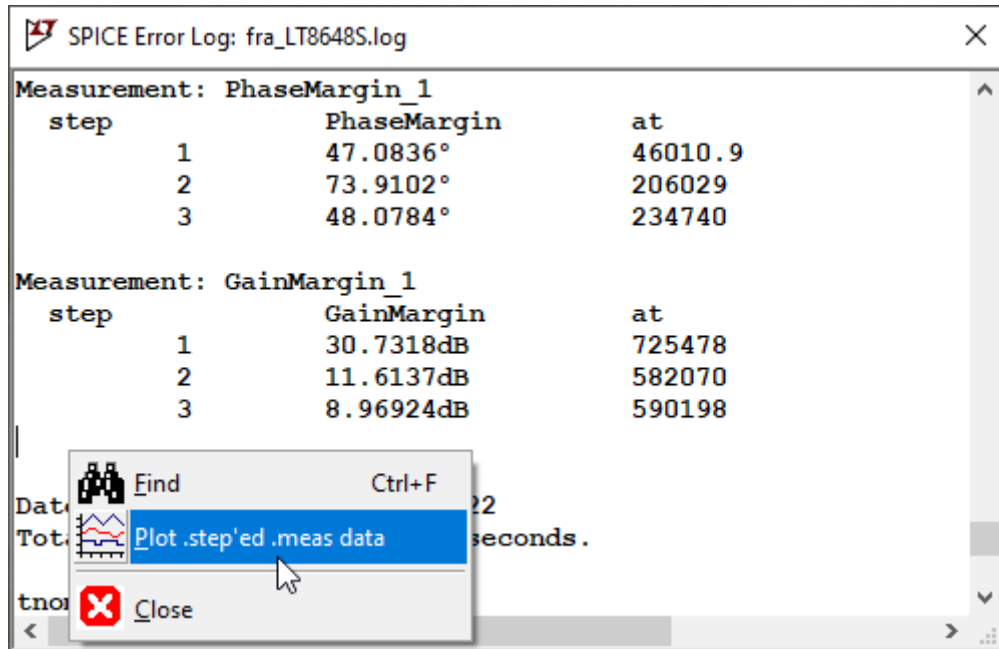 SPICE Error Log: fra_LT8648S.log
Measurement: PhaseMargin_1
step PhaseMargin at
1 47.0836° 46010.9
2 73.9102° 206029
3 48.0784° 234740
Measurement: GainMargin_1
step GainMargin at
1 30.7318dB 725478
2 11.6137dB 582070
3 8.96924dB 590198
Find Ctrl+F
22
Plot .step'ed .meas data
seconds.
Close